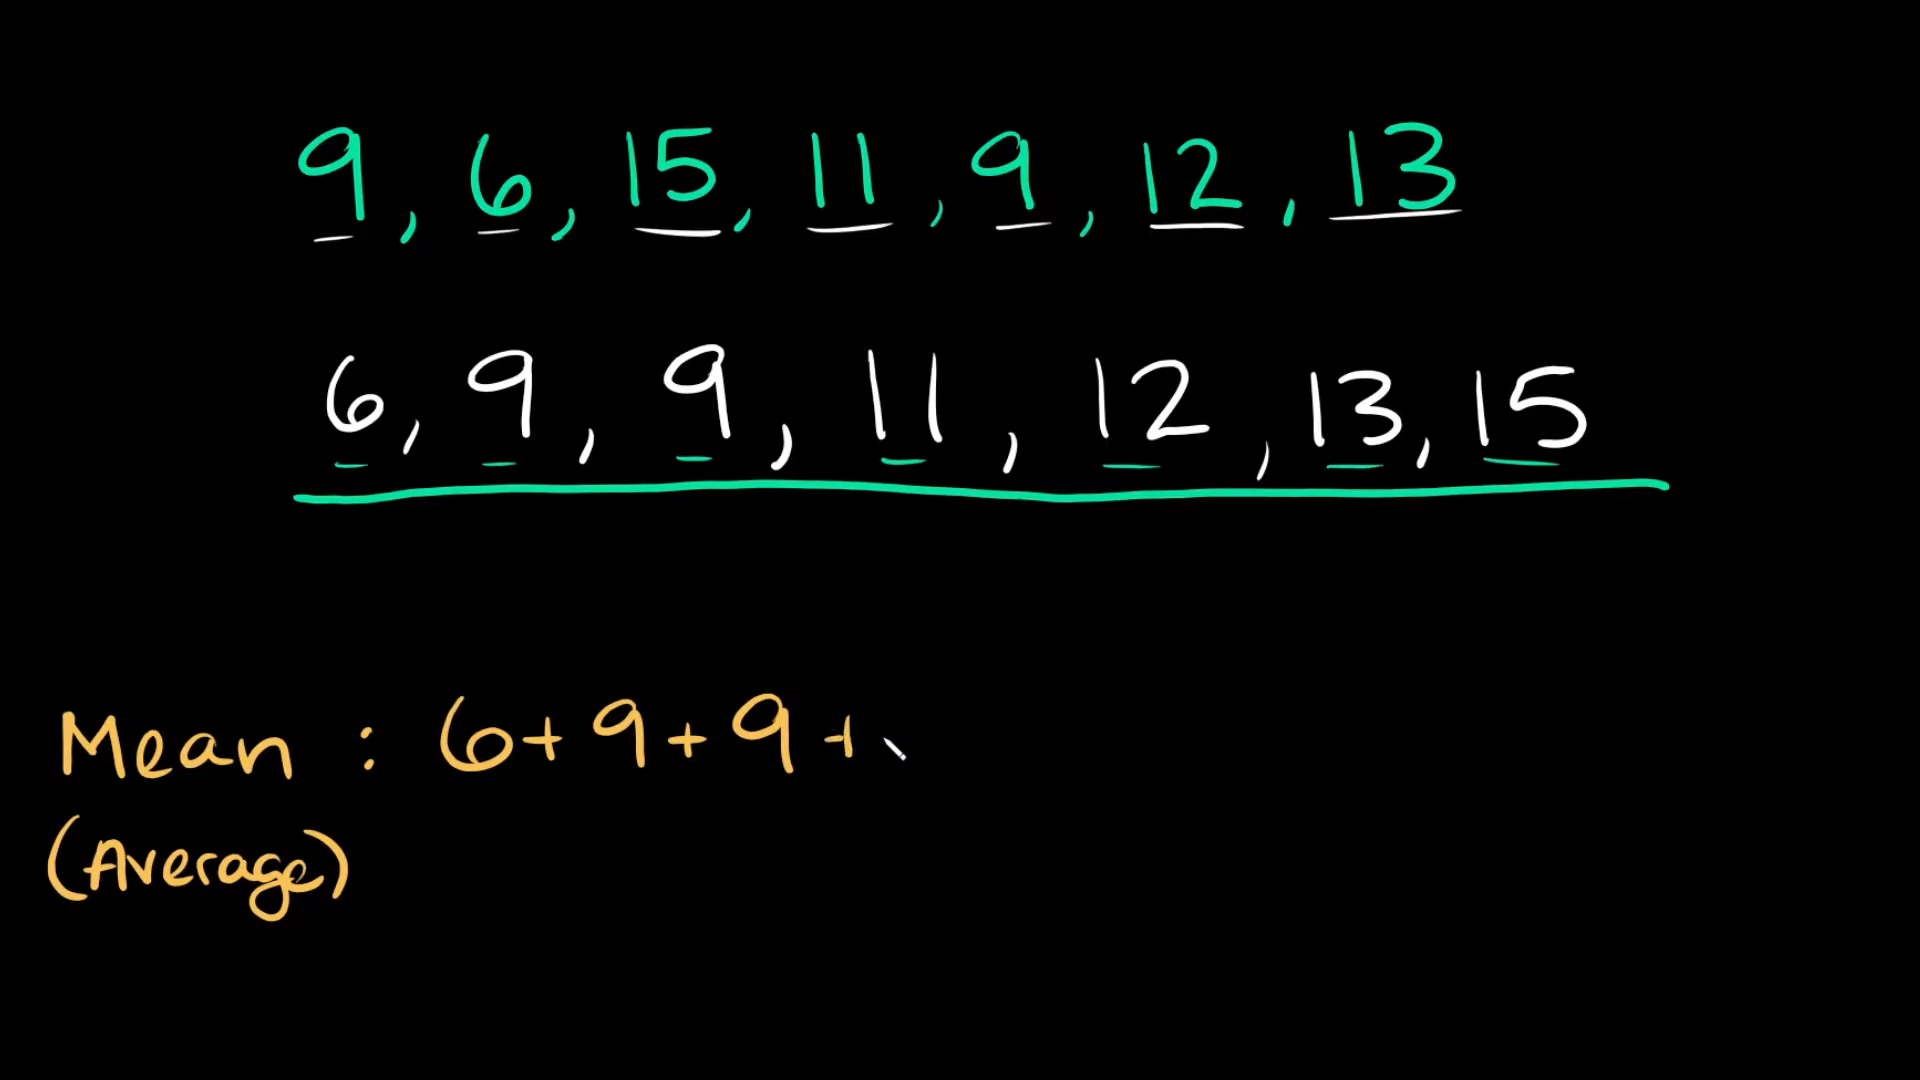 9, 6, 15, 11, 9, 12, 13
6, 9, 9, 11, 12, 13, 15
Mean : 6+9+9+
(Average)